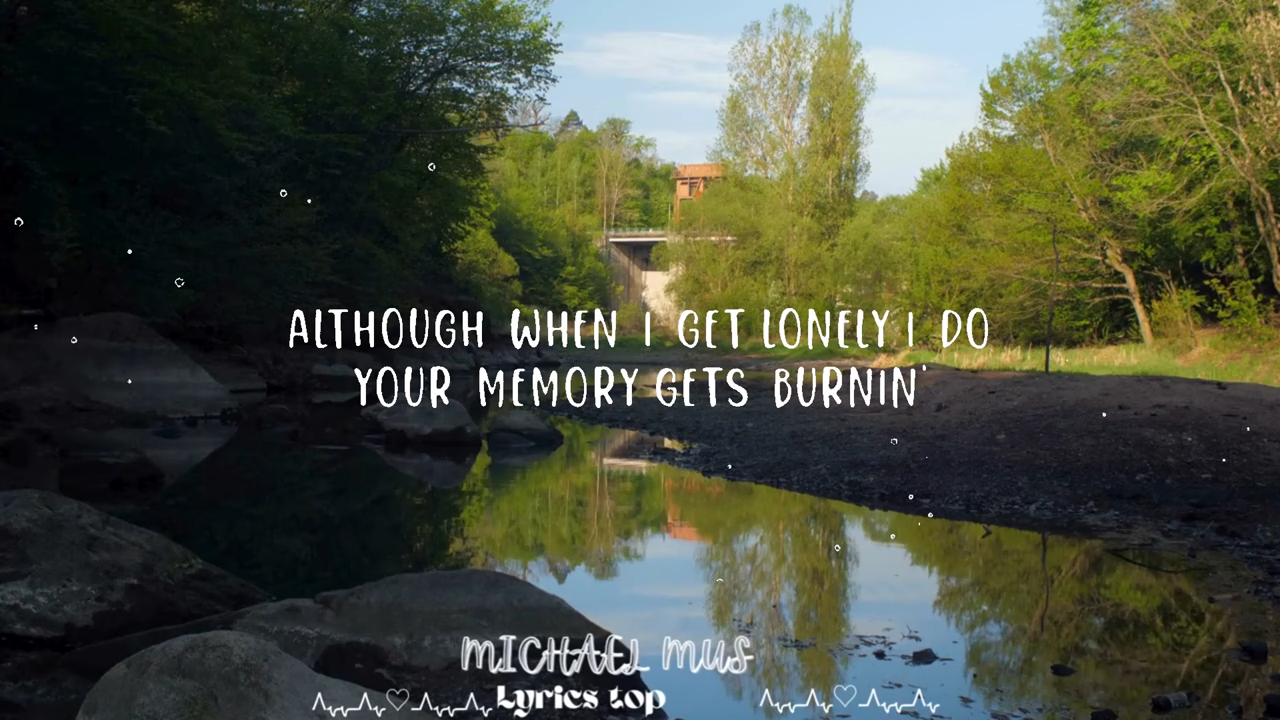 ALTHOUGH WHEN I GET LONELY I DO
YOUR MEMORY GETS BURNIN'
MICHAEL MUS
Lyrics top